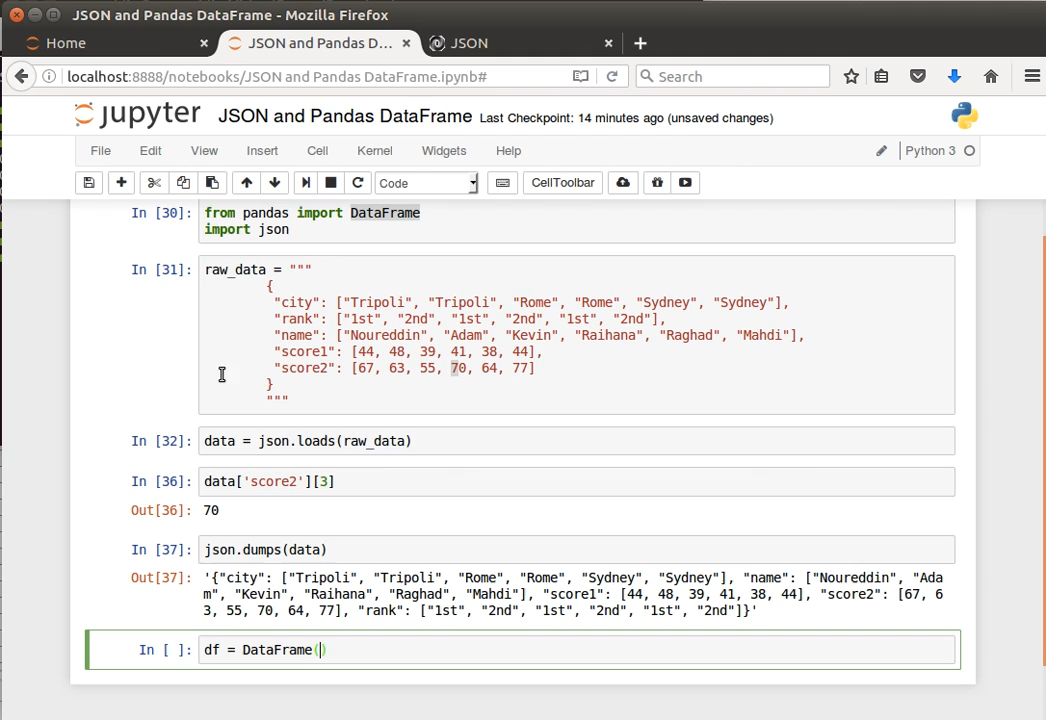 JSON and Pandas DataFrame - Mozilla Firefox
Home
JSON and Pandas D...
JSON
localhost:8888/notebooks/JSON and Pandas DataFrame.ipynb#
Search
jupyter JSON and Pandas DataFrame Last Checkpoint: 14 minutes ago (unsaved changes)
File Edit View Insert Cell Kernel Widgets Help Python 3
Code CellToolbar
In [30]: from pandas import DataFrame
import json
In [31]: raw_data = """
{
"city": ["Tripoli", "Tripoli", "Rome", "Rome", "Sydney", "Sydney"],
"rank": ["1st", "2nd", "1st", "2nd", "1st", "2nd"],
"name": ["Noureddin", "Adam", "Kevin", "Raihana", "Raghad", "Mahdi"],
"score1": [44, 48, 39, 41, 38, 44],
"score2": [67, 63, 55, 70, 64, 77]
}
"""
In [32]: data = json.loads(raw_data)
In [36]: data['score2'][3]
Out[36]: 70
In [37]: json.dumps(data)
Out[37]: '{"city": ["Tripoli", "Tripoli", "Rome", "Rome", "Sydney", "Sydney"], "name": ["Noureddin", "Ada
m", "Kevin", "Raihana", "Raghad", "Mahdi"], "score1": [44, 48, 39, 41, 38, 44], "score2": [67, 6
3, 55, 70, 64, 77], "rank": ["1st", "2nd", "1st", "2nd", "1st", "2nd"]}'
In [ ]: df = DataFrame()